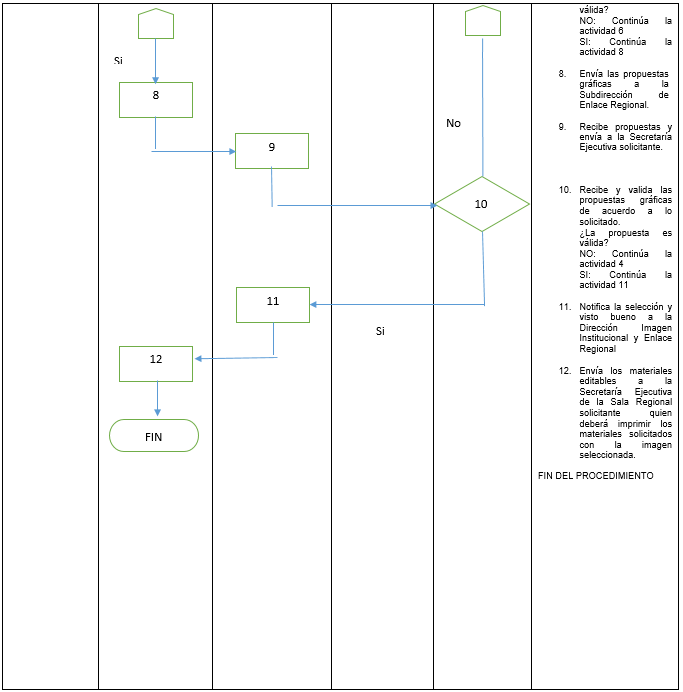 Si
8
9
No
10
11
Si
12
FIN
válida?
NO: Continúa la
actividad 6
SI: Continúa la
actividad 8
8. Envía las propuestas
gráficas a la
Subdirección de
Enlace Regional.
9. Recibe propuestas y
envía a la Secretaría
Ejecutiva solicitante.
10. Recibe y valida las
propuestas gráficas
de acuerdo a lo
solicitado.
¿La propuesta es
válida?
NO: Continúa la
actividad 4
SI: Continúa la
actividad 11
11. Notifica la selección y
visto bueno a la
Dirección Imagen
Institucional y Enlace
Regional
12. Envía los materiales
editables a la
Secretaría Ejecutiva
de la Sala Regional
solicitante quien
deberá imprimir los
materiales solicitados
con la imagen
seleccionada.
FIN DEL PROCEDIMIENTO